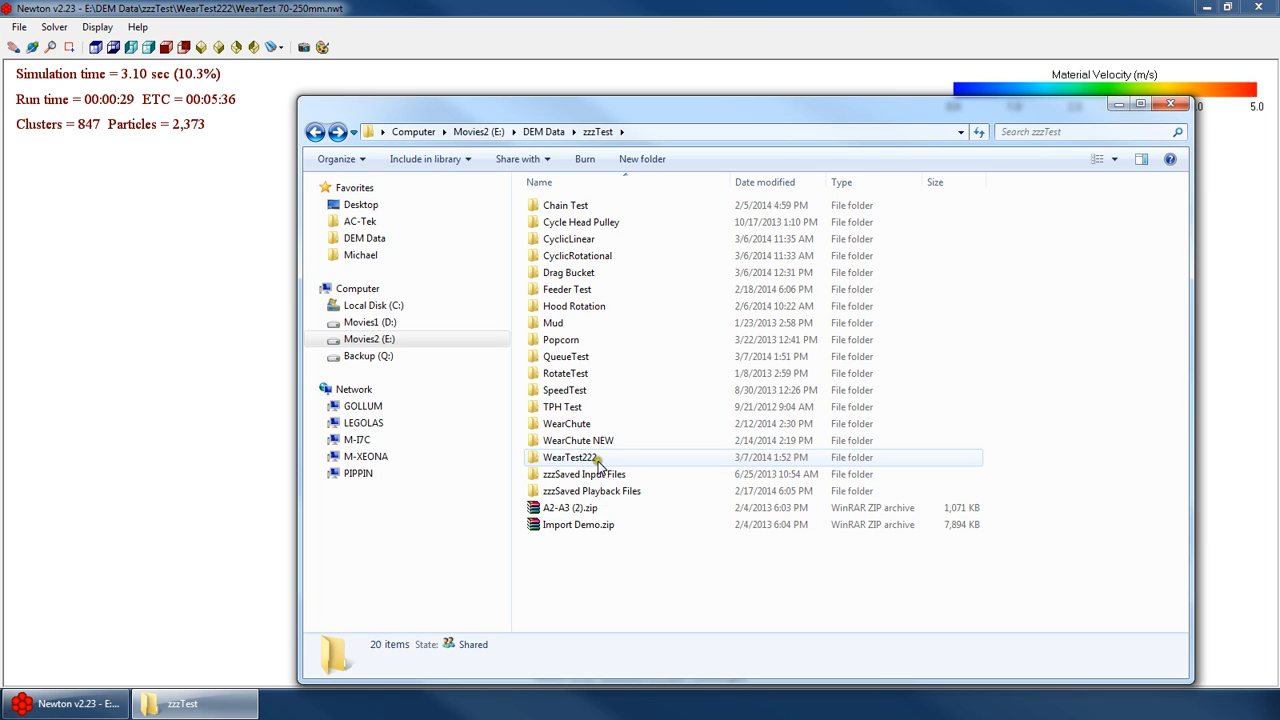 Newton v2.23 - E:\DEM Data\zzzTest\WearTest222\WearTest 70-250mm.nwt
File Solver Display Help
Simulation time = 3.10 sec (10.3%)
Run time = 00:00:29 ETC = 00:05:36
Clusters = 847 Particles = 2,373
Material Velocity (m/s)
5.0
Computer Movies2 (E:) DEM Data zzzTest
Search zzzTest
Organize Include in library Share with Burn New folder
Name Date modified Type Size
Favorites
Desktop
AC-Tek
DEM Data
Michael
Computer
Local Disk (C:)
Movies1 (D:)
Movies2 (E:)
Backup (Q:)
Network
GOLLUM
LEGOLAS
M-I7C
M-XEONA
PIPPIN
Chain Test 2/5/2014 4:59 PM File folder
Cycle Head Pulley 10/17/2013 1:10 PM File folder
CyclicLinear 3/6/2014 11:35 AM File folder
CyclicRotational 3/6/2014 11:33 AM File folder
Drag Bucket 3/6/2014 12:31 PM File folder
Feeder Test 2/18/2014 6:06 PM File folder
Hood Rotation 2/6/2014 10:22 AM File folder
Mud 1/23/2013 2:58 PM File folder
Popcorn 3/22/2013 12:41 PM File folder
QueueTest 3/7/2014 1:51 PM File folder
RotateTest 1/8/2013 2:59 PM File folder
SpeedTest 8/30/2013 12:26 PM File folder
TPH Test 9/21/2012 9:04 AM File folder
WearChute 2/12/2014 2:30 PM File folder
WearChute NEW 2/14/2014 2:19 PM File folder
WearTest222 3/7/2014 1:52 PM File folder
zzzSaved Input Files 6/25/2013 10:54 AM File folder
zzzSaved Playback Files 2/17/2014 6:05 PM File folder
A2-A3 (2).zip 2/4/2013 6:03 PM WinRAR ZIP archive 1,071 KB
Import Demo.zip 2/4/2013 6:04 PM WinRAR ZIP archive 7,894 KB
20 items State: Shared
Newton v2.23 - E:... zzzTest